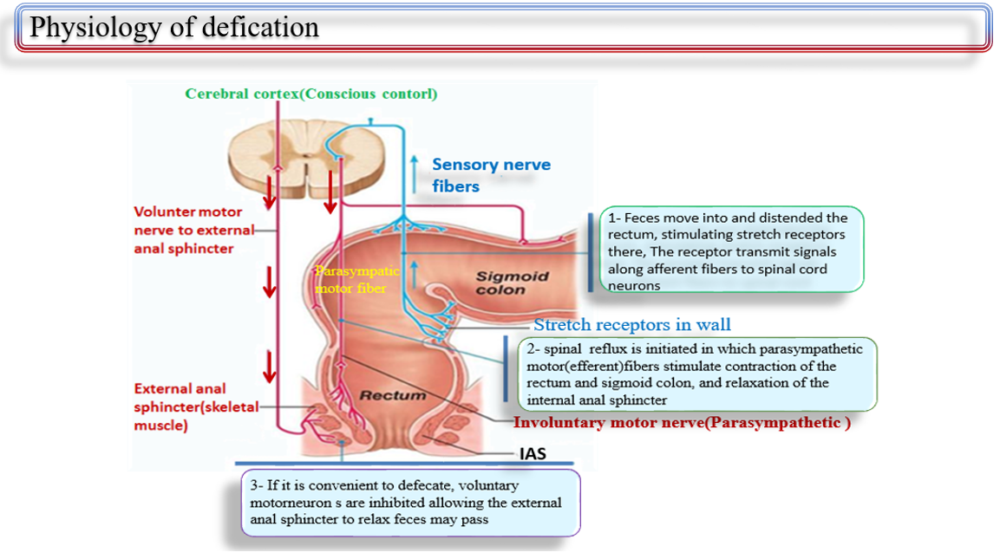 Physiology of defication
Cerebral cortex(Conscious contorl)
Sensory nerve
fibers
Volunter motor
nerve to external
anal sphincter
1- Feces move into and distended the
rectum, stimulating stretch receptors
there, The receptor transmit signals
along afferent fibers to spinal cord
neurons
Parasympatic
motor fiber
Sigmoid
colon
Stretch receptors in wall
2- spinal reflux is initiated in which parasympathetic
motor(efferent)fibers stimulate contraction of the
rectum and sigmoid colon, and relaxation of the
internal anal sphincter
External anal
sphincter(skeletal
muscle)
Rectum
Involuntary motor nerve(Parasympathetic )
IAS
3- If it is convenient to defecate, voluntary
motorneuron s are inhibited allowing the external
anal sphincter to relax feces may pass